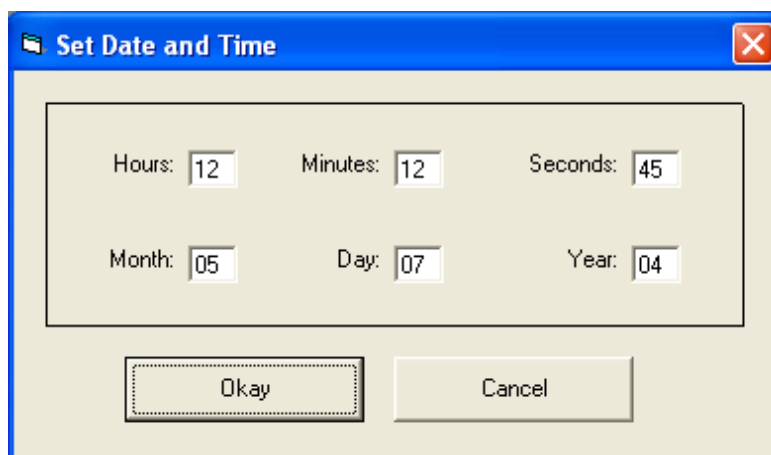 Set Date and Time
Hours: 12 Minutes: 12 Seconds: 45
Month: 05 Day: 07 Year: 04
Okay Cancel